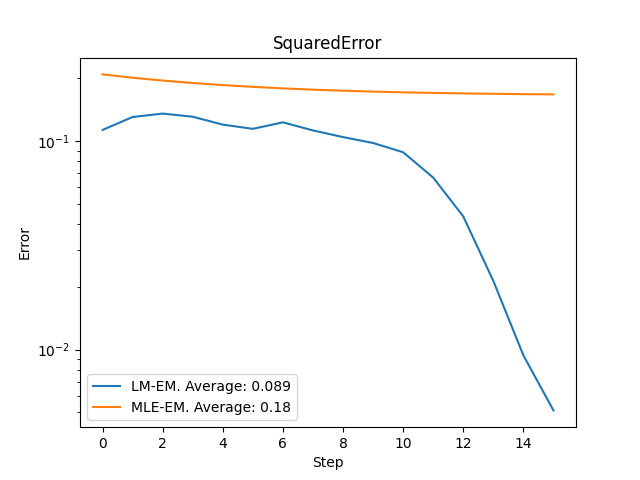 SquaredError
Error
10⁻¹
10⁻²
LM-EM. Average: 0.089
MLE-EM. Average: 0.18
0 2 4 6 8 10 12 14
Step